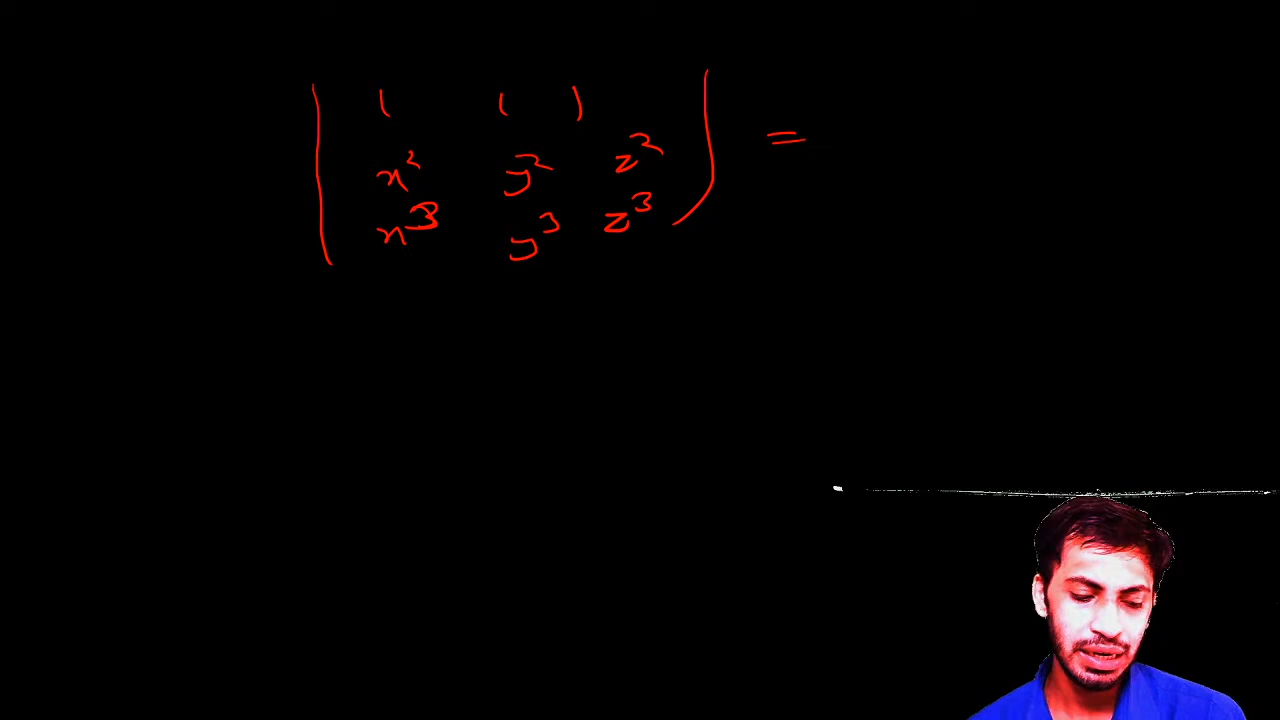 | 1 1 1 | =
x² y² z²
x³ y³ z³